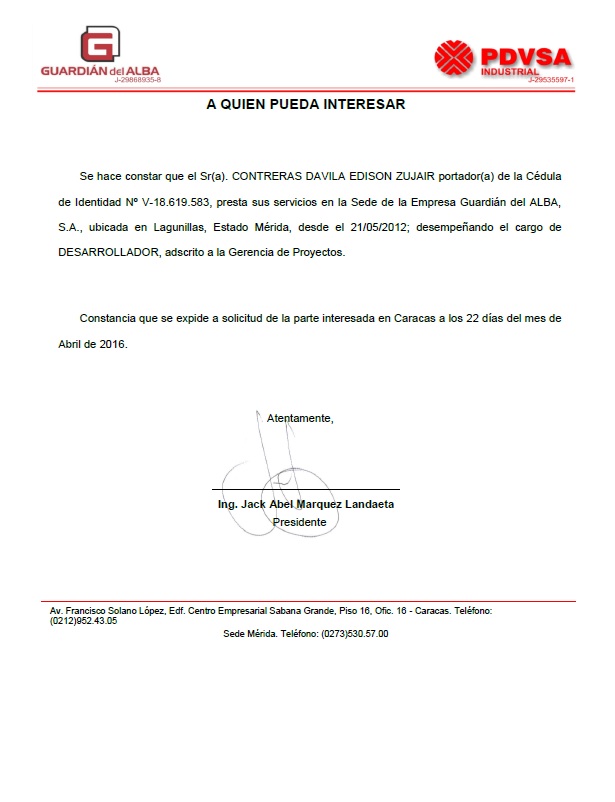 GUARDIÁN del ALBA
J-29868935-8
PDVSA
INDUSTRIAL
J-29535597-1
A QUIEN PUEDA INTERESAR
Se hace constar que el Sr(a). CONTRERAS DAVILA EDISON ZUJAIR portador(a) de la Cédula
de Identidad Nº V-18.619.583, presta sus servicios en la Sede de la Empresa Guardián del ALBA,
S.A., ubicada en Lagunillas, Estado Mérida, desde el 21/05/2012; desempeñando el cargo de
DESARROLLADOR, adscrito a la Gerencia de Proyectos.
Constancia que se expide a solicitud de la parte interesada en Caracas a los 22 días del mes de
Abril de 2016.
Atentamente,
Ing. Jack Abel Marquez Landaeta
Presidente
Av. Francisco Solano López, Edf. Centro Empresarial Sabana Grande, Piso 16, Ofic. 16 - Caracas. Teléfono:
(0212)952.43.05
Sede Mérida. Teléfono: (0273)530.57.00